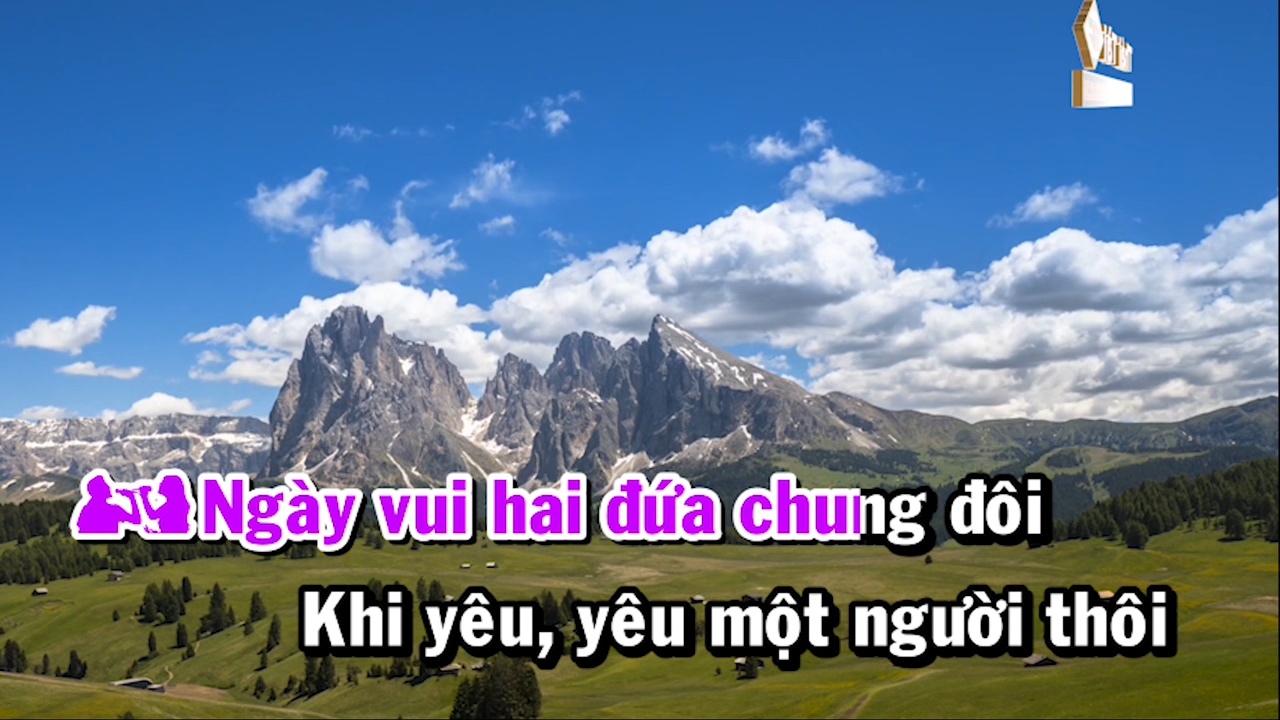 Ngày vui hai đứa chung đôi
Khi yêu, yêu một người thôi